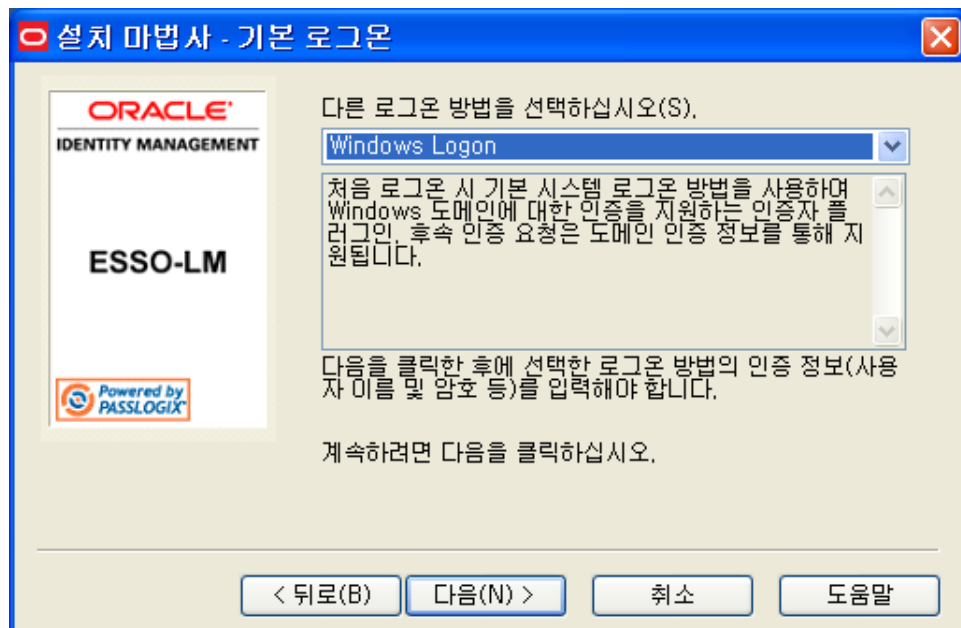 설치 마법사 - 기본 로그온
ORACLE'
IDENTITY MANAGEMENT
ESSO-LM
Powered by
PASSLOGIX
다른 로그온 방법을 선택하십시오(S).
Windows Logon
처음 로그온 시 기본 시스템 로그온 방법을 사용하며
Windows 도메인에 대한 인증을 지원하는 인증자 플
러그인. 후속 인증 요청은 도메인 인증 정보를 통해 지
원됩니다.
다음을 클릭한 후에 선택한 로그온 방법의 인증 정보(사용
자 이름 및 암호 등)를 입력해야 합니다.
계속하려면 다음을 클릭하십시오.
< 뒤로(B)
다음(N) >
취소
도움말